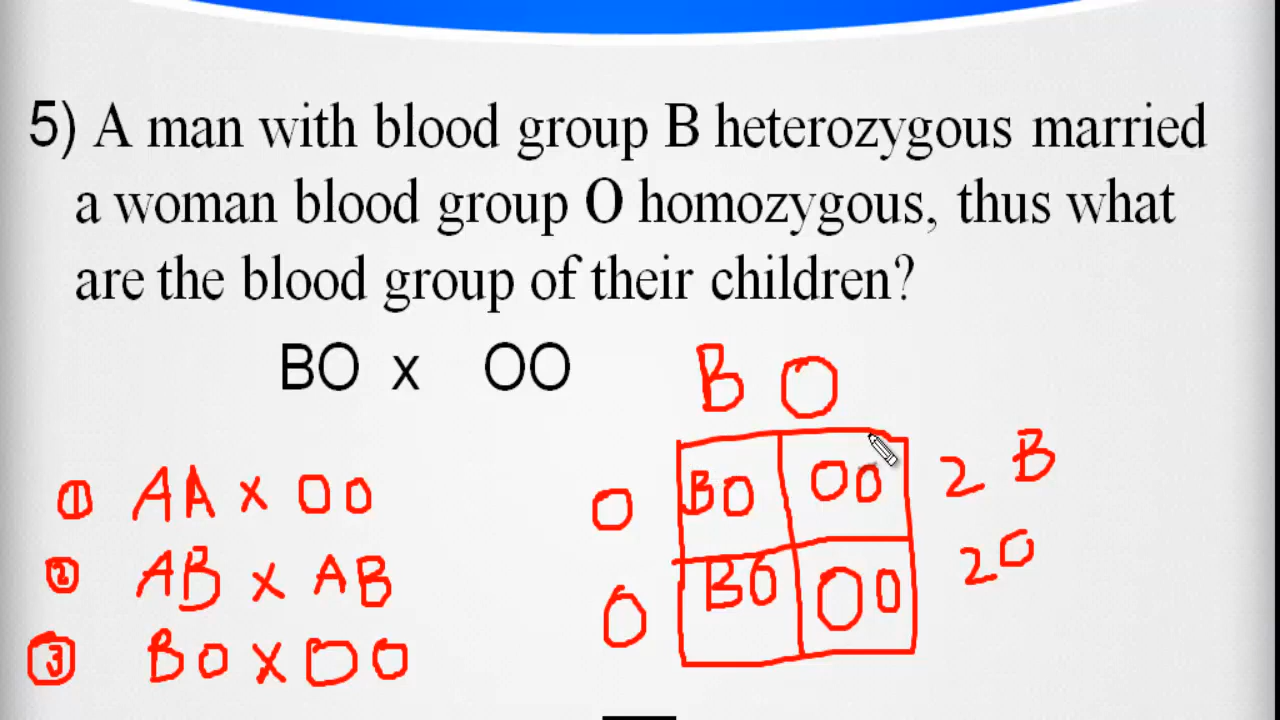 5) A man with blood group B heterozygous married
a woman blood group O homozygous, thus what
are the blood group of their children?
BO x OO
B O
O BO OO 2 B
O BO OO 2O
① AA x OO
② AB x AB
③ BO x OO